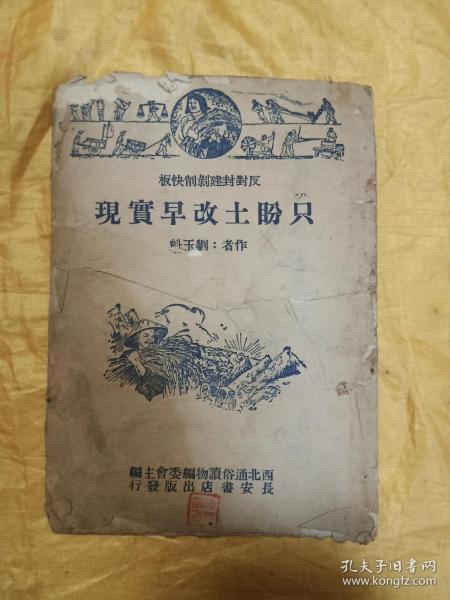 板快削剝建封對反
現實早改土盼只
劉玉斛：者作
編主會委編物讀俗通北西
行發版出店書安長
孔夫子旧书网
www.kongfz.com